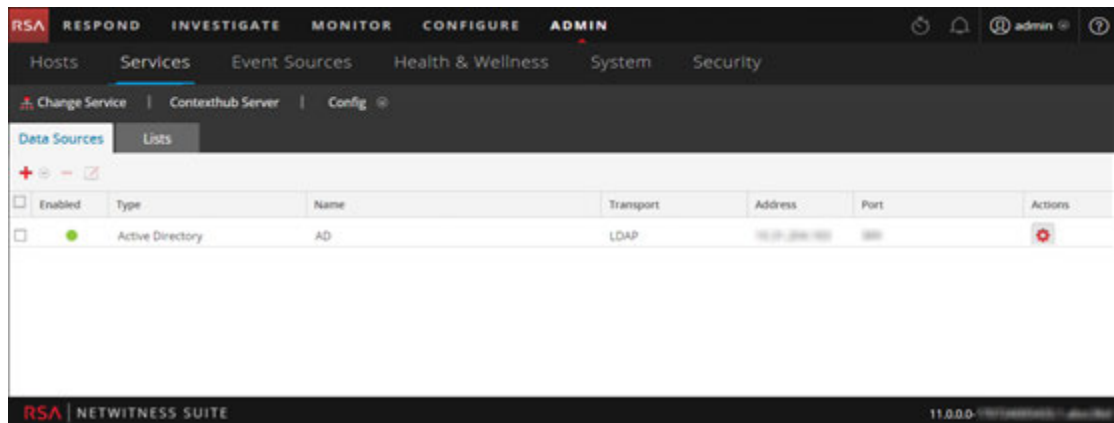 RSA RESPOND INVESTIGATE MONITOR CONFIGURE ADMIN admin
Hosts Services Event Sources Health & Wellness System Security
Change Service | Contexthub Server | Config
Data Sources Lists
Enabled Type Name Transport Address Port Actions
Active Directory AD LDAP
RSA | NETWITNESS SUITE 11.0.0.0-